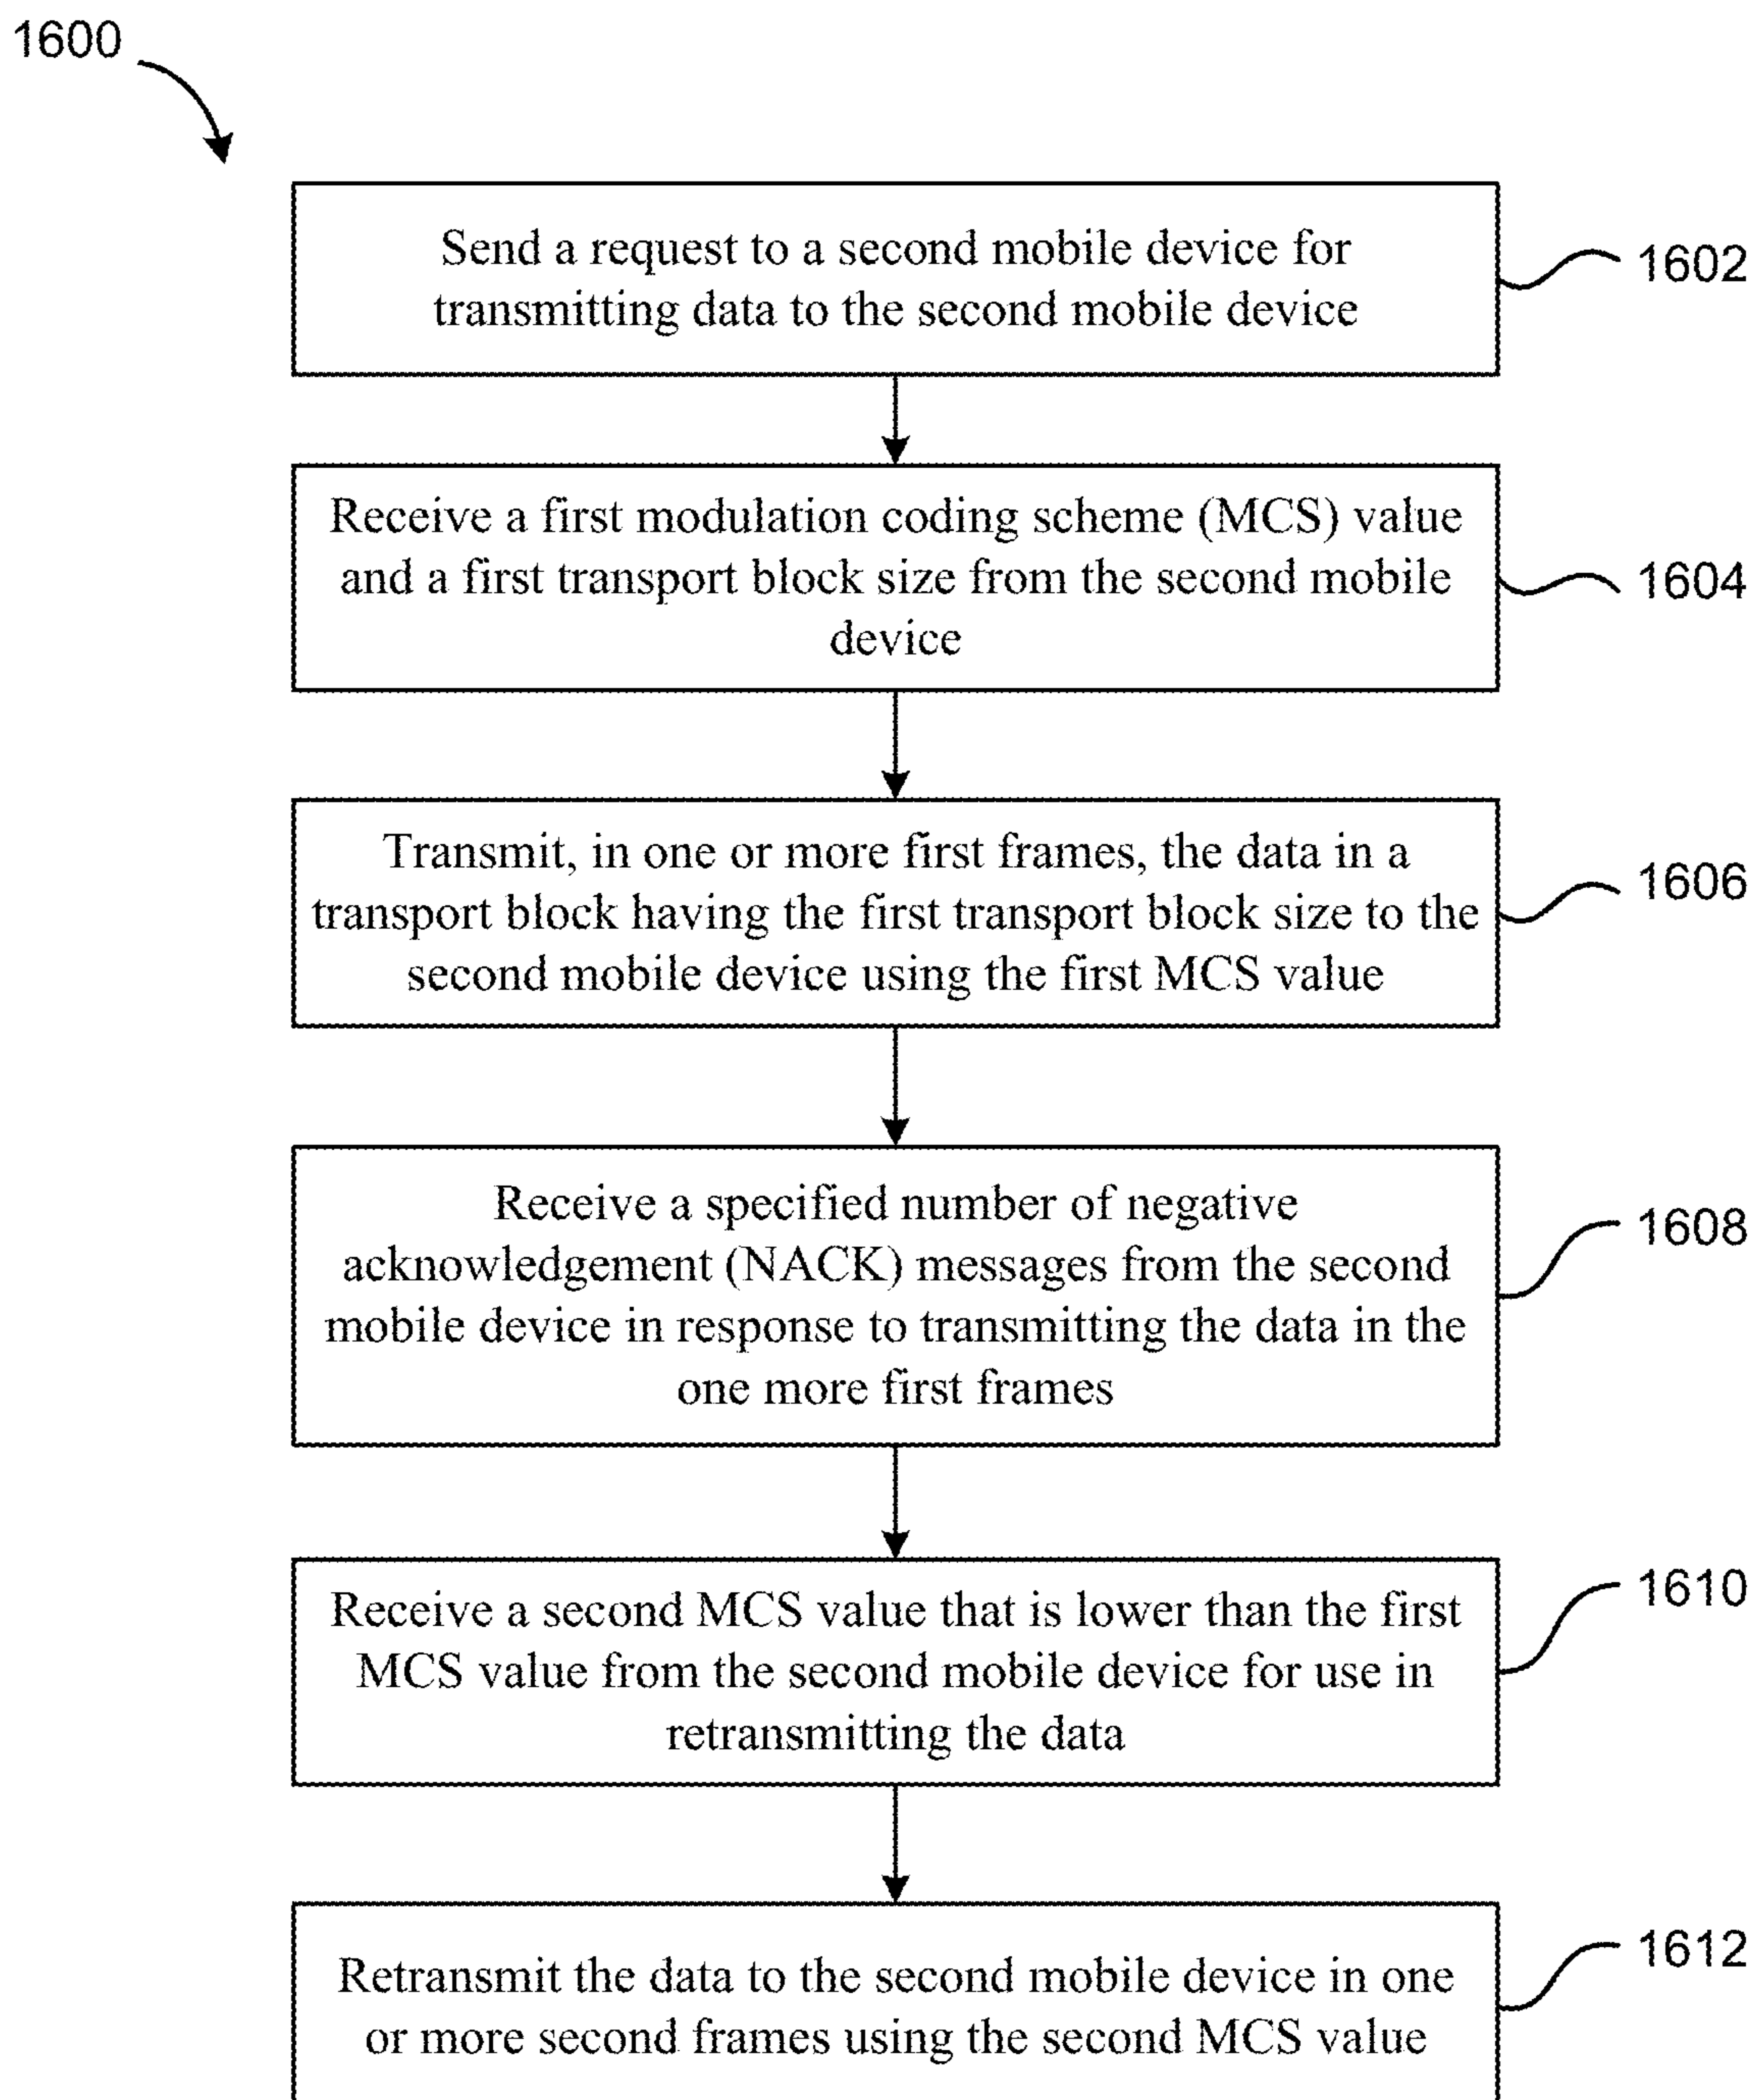 1600
Send a request to a second mobile device for
transmitting data to the second mobile device
1602
Receive a first modulation coding scheme (MCS) value
and a first transport block size from the second mobile
device
1604
Transmit, in one or more first frames, the data in a
transport block having the first transport block size to the
second mobile device using the first MCS value
1606
Receive a specified number of negative
acknowledgement (NACK) messages from the second
mobile device in response to transmitting the data in the
one more first frames
1608
Receive a second MCS value that is lower than the first
MCS value from the second mobile device for use in
retransmitting the data
1610
Retransmit the data to the second mobile device in one
or more second frames using the second MCS value
1612